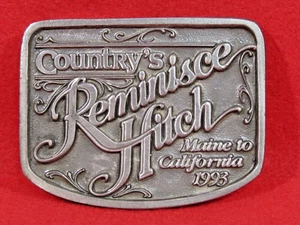 Country's
Reminisce
Hitch
Maine to
California
1993